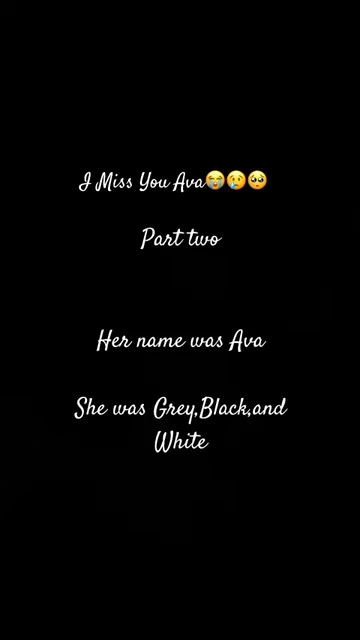 I Miss You Ava😭😢🥺
Part two
Her name was Ava
She was Grey,Black,and
White